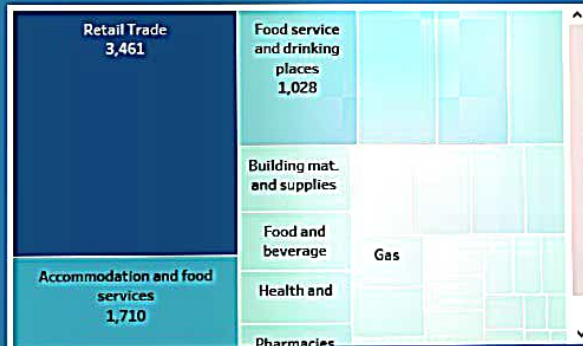 Retail Trade
3,461
Food service
and drinking
places
1,028
Building mat.
and supplies
Food and
beverage
Gas
Health and
Pharmacies
Accommodation and food
services
1,710